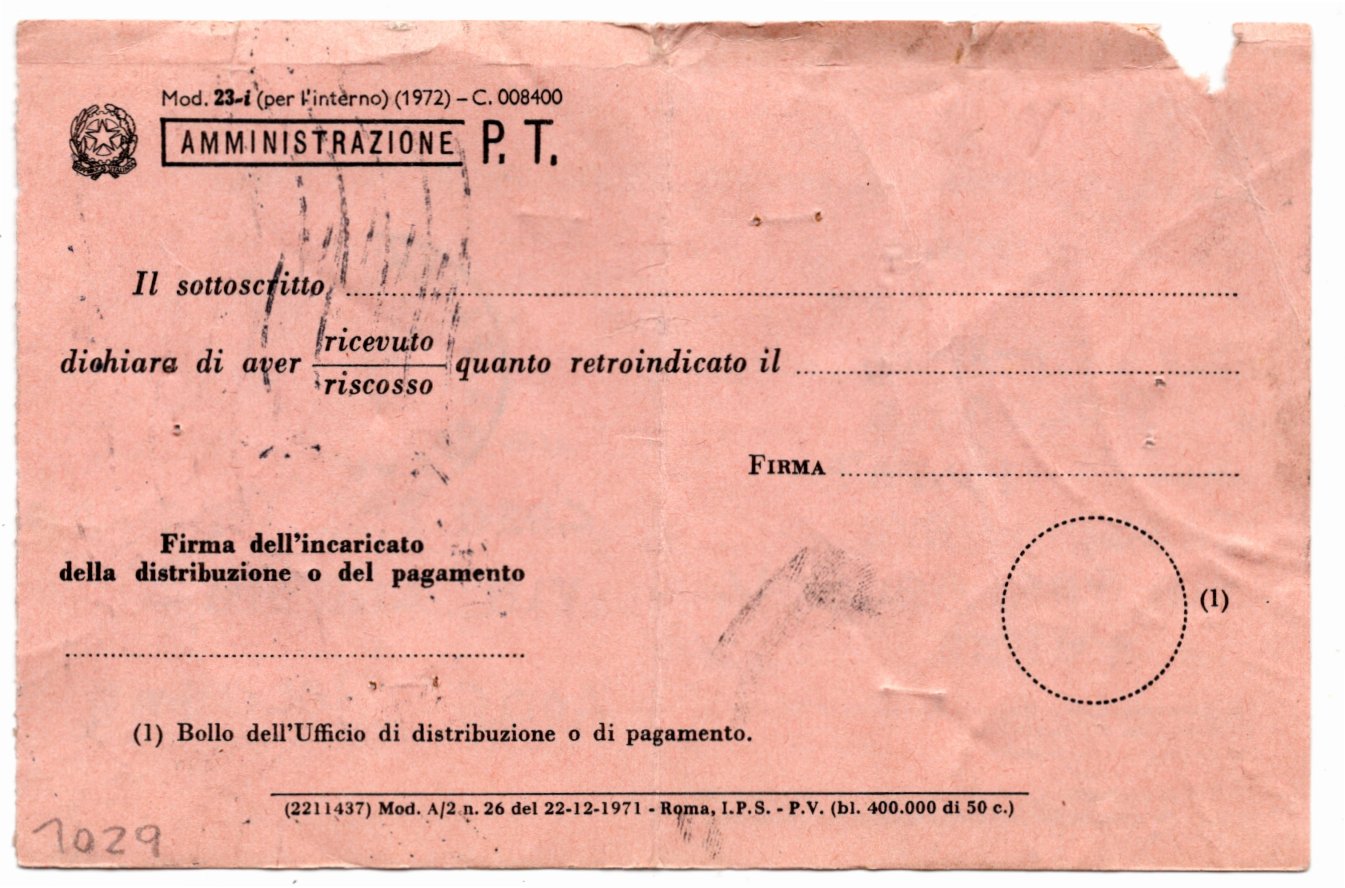 Mod. 23-i (per l'interno) (1972) – C. 008400
AMMINISTRAZIONE P. T.
Il sottoscritto
dichiara di aver ricevuto quanto retroindicato il
riscosso
FIRMA
Firma dell'incaricato
della distribuzione o del pagamento
(1)
(1) Bollo dell'Ufficio di distribuzione o di pagamento.
(2211437) Mod. A/2 n. 26 del 22-12-1971 - Roma, I.P.S. - P.V. (bl. 400.000 di 50 c.)
1029